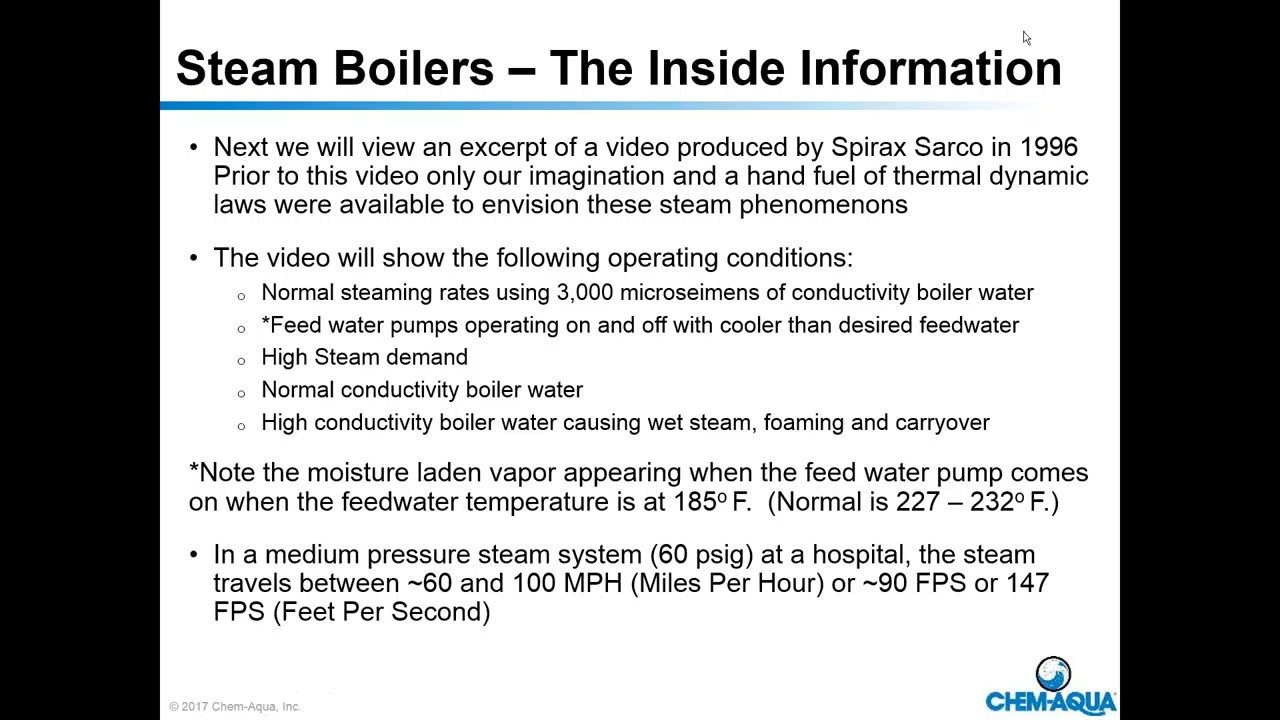 Steam Boilers – The Inside Information
• Next we will view an excerpt of a video produced by Spirax Sarco in 1996
Prior to this video only our imagination and a hand fuel of thermal dynamic
laws were available to envision these steam phenomenons
• The video will show the following operating conditions:
o Normal steaming rates using 3,000 microseimens of conductivity boiler water
o *Feed water pumps operating on and off with cooler than desired feedwater
o High Steam demand
o Normal conductivity boiler water
o High conductivity boiler water causing wet steam, foaming and carryover
*Note the moisture laden vapor appearing when the feed water pump comes
on when the feedwater temperature is at 185º F. (Normal is 227 – 232º F.)
• In a medium pressure steam system (60 psig) at a hospital, the steam
travels between ~60 and 100 MPH (Miles Per Hour) or ~90 FPS or 147
FPS (Feet Per Second)
© 2017 Chem-Aqua, Inc.
CHEM-AQUA